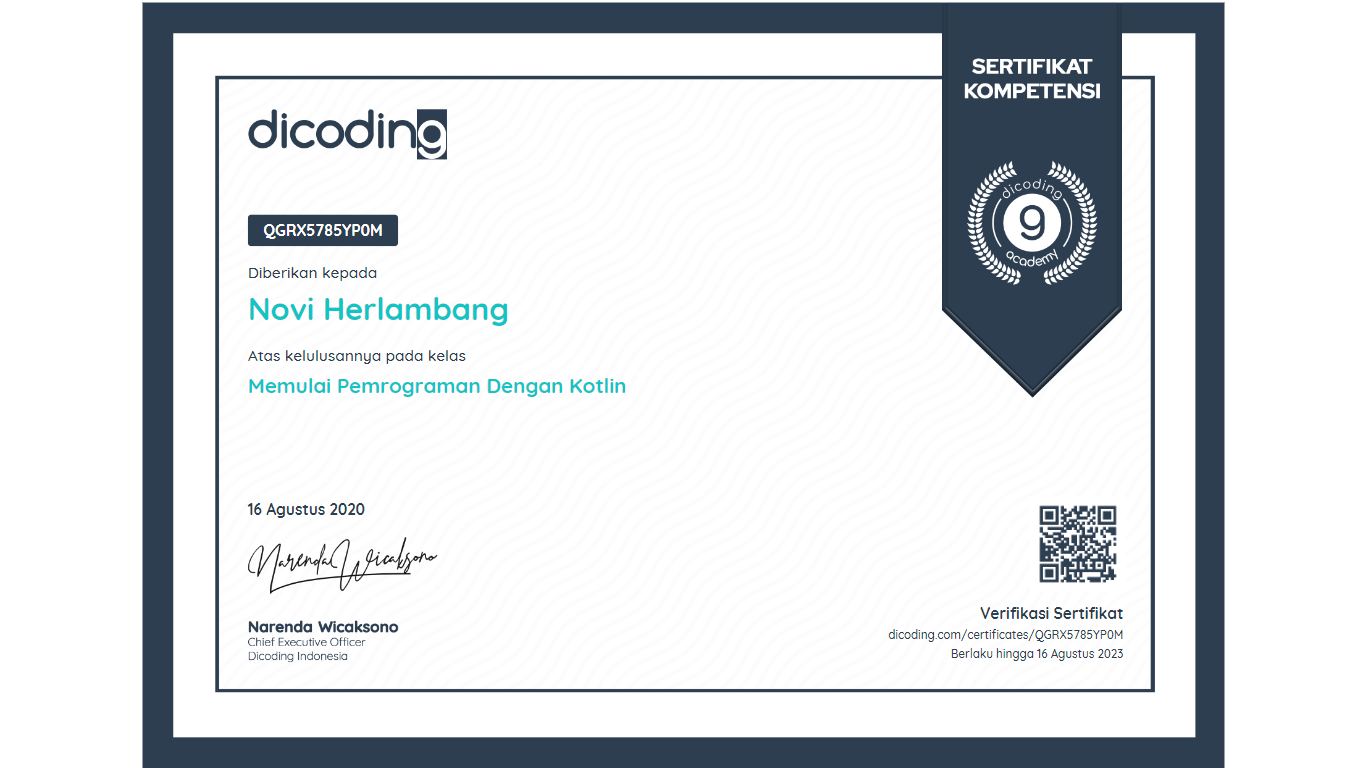 SERTIFIKAT
KOMPETENSI
dicoding
dicoding
9
academy
QGRX5785YP0M
Diberikan kepada
Novi Herlambang
Atas kelulusannya pada kelas
Memulai Pemrograman Dengan Kotlin
16 Agustus 2020
Narenda Wicaksono
Narenda Wicaksono
Chief Executive Officer
Dicoding Indonesia
Verifikasi Sertifikat
dicoding.com/certificates/QGRX5785YP0M
Berlaku hingga 16 Agustus 2023